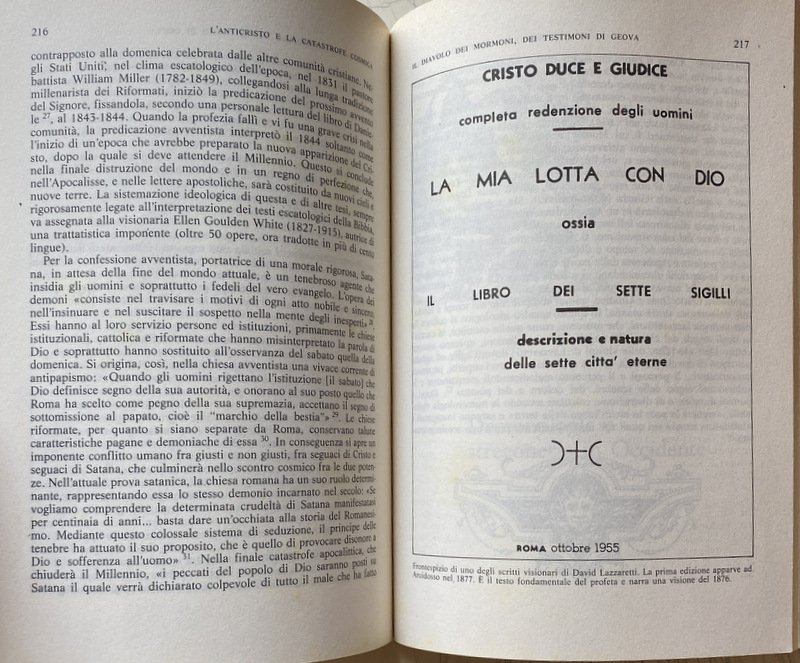 216
L'ANTICRISTO E LA CATASTROFE COSMICA
contrapposto alla domenica celebrata dalle altre comunità cristiane. Ne-
gli Stati Uniti, nel clima escatologico dell'epoca, nel 1831 il pastore
battista William Miller (1782-1849), collegandosi alla lunga tradizione
millenarista dei Riformati, iniziò la predicazione del prossimo avvento
del Signore, fissandola, secondo una personale lettura del libro di Danie-
le 27, al 1843-1844. Quando la profezia fallì e vi fu una grave crisi nella
comunità, la predicazione avventista interpretò il 1844 soltanto come
l'inizio di un'epoca che avrebbe preparato la nuova apparizione del Cri-
sto, dopo la quale si deve attendere il Millennio. Questo si conclude
nella finale distruzione del mondo e in un regno di perfezione che,
nell'Apocalisse, e nelle lettere apostoliche, sarà costituito da nuovi cieli e
nuove terre. La sistemazione ideologica di questa e di altre tesi, sempre
rigorosamente legate all'interpretazione dei testi escatologici della Bibbia,
va assegnata alla visionaria Ellen Goulden White (1827-1915), autrice di
una trattatistica imponente (oltre 50 opere, ora tradotte in più di cento
lingue).
Per la confessione avventista, portatrice di una morale rigorosa, Sata-
na, in attesa della fine del mondo attuale, è un tenebroso agente che
insidia gli uomini e soprattutto i fedeli del vero evangelo. L'opera dei
demoni «consiste nel travisare i motivi di ogni atto nobile e sincero,
nell'insinuare e nel suscitare il sospetto nella mente degli inesperti» 28
Essi hanno al loro servizio persone ed istituzioni, primamente le chiese
istituzionali, cattolica e riformate che hanno misinterpretato la parola di
Dio e soprattutto hanno sostituito all'osservanza del sabato quella della
domenica. Si origina, così, nella chiesa avventista una vivace corrente di
antipapismo: «Quando gli uomini rigettano l'istituzione [il sabato] che
Dio definisce segno della sua autorità, e onorano al suo posto quello che
Roma ha scelto come pegno della sua supremazia, accettano il segno di
sottomissione al papato, cioè il "marchio della bestia"» 29. Le chiese
riformate, per quanto si siano separate da Roma, conservano talune
caratteristiche pagane e demoniache di essa 30. In conseguenza si apre un
imponente conflitto umano fra giusti e non giusti, fra seguaci di Cristo e
seguaci di Satana, che culminerà nello scontro cosmico fra le due poten-
ze. Nell'attuale prova satanica, la chiesa romana ha un suo ruolo determi-
nante, rappresentando essa lo stesso demonio incarnato nel secolo: «Se
vogliamo comprendere la determinata crudeltà di Satana manifestatasi
per centinaia di anni... basta dare un'occhiata alla storia del Romanesi-
mo. Mediante questo colossale sistema di seduzione, il principe delle
tenebre ha attuato il suo proposito, che è quello di provocare disonore a
Dio e sofferenza all'uomo» 31. Nella finale catastrofe apocalittica, che
chiuderà il Millennio, «i peccati del popolo di Dio saranno posti su
Satana il quale verrà dichiarato colpevole di tutto il male che ha fatto
IL DIAVOLO DEI MORMONI, DEI TESTIMONI DI GEOVA
217
CRISTO DUCE E GIUDICE
completa redenzione degli uomini
LA MIA LOTTA CON DIO
ossia
IL LIBRO DEI SETTE SIGILLI
descrizione e natura
delle sette citta' eterne
ROMA ottobre 1955
Frontespizio di uno degli scritti visionari di David Lazzaretti. La prima edizione apparve ad
Arcidosso nel 1877. È il testo fondamentale del profeta e narra una visione del 1876.